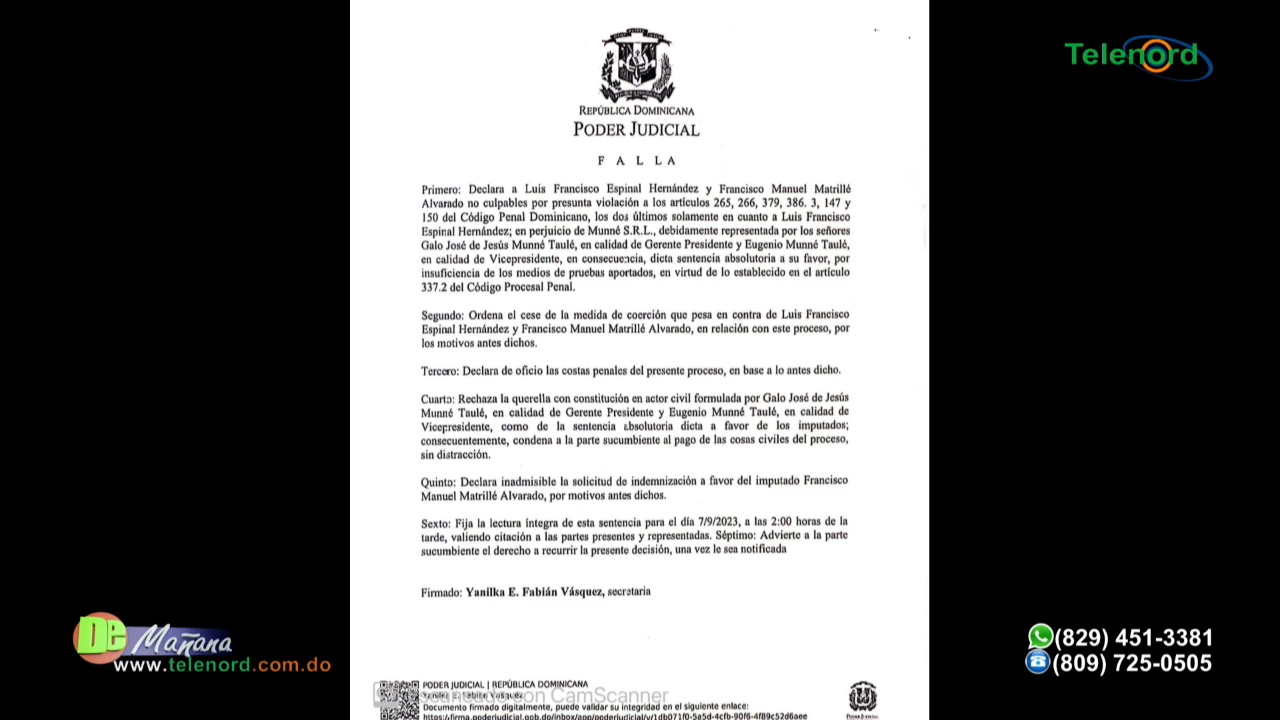 Telenord
REPÚBLICA DOMINICANA
PODER JUDICIAL
F A L L A
Primero: Declara a Luis Francisco Espinal Hernández y Francisco Manuel Matrillé
Alvarado no culpables por presunta violación a los artículos 265, 266, 379, 386. 3, 147 y
150 del Código Penal Dominicano, los dos últimos solamente en cuanto a Luis Francisco
Espinal Hernández; en perjuicio de Munné S.R.L., debidamente representada por los señores
Galo José de Jesús Munné Taulé, en calidad de Gerente Presidente y Eugenio Munné Taulé,
en calidad de Vicepresidente, en consecuencia, dicta sentencia absolutoria a su favor, por
insuficiencia de los medios de pruebas aportados, en virtud de lo establecido en el artículo
337.2 del Código Procesal Penal.
Segundo: Ordena el cese de la medida de coerción que pesa en contra de Luis Francisco
Espinal Hernández y Francisco Manuel Matrillé Alvarado, en relación con este proceso, por
los motivos antes dichos.
Tercero: Declara de oficio las costas penales del presente proceso, en base a lo antes dicho.
Cuarto: Rechaza la querella con constitución en actor civil formulada por Galo José de Jesús
Munné Taulé, en calidad de Gerente Presidente y Eugenio Munné Taulé, en calidad de
Vicepresidente, como de la sentencia absolutoria dicta a favor de los imputados;
consecuentemente, condena a la parte sucumbiente al pago de las cosas civiles del proceso,
sin distracción.
Quinto: Declara inadmisible la solicitud de indemnización a favor del imputado Francisco
Manuel Matrillé Alvarado, por motivos antes dichos.
Sexto: Fija la lectura íntegra de esta sentencia para el día 7/9/2023, a las 2:00 horas de la
tarde, valiendo citación a las partes presentes y representadas. Séptimo: Advierte a la parte
sucumbiente el derecho a recurrir la presente decisión, una vez le sea notificada
Firmado: Yanilka E. Fabián Vásquez, secretaria
De Mañana
www.telenord.com.do
(829) 451-3381
(809) 725-0505
PODER JUDICIAL | REPÚBLICA DOMINICANA
Yanilka E. Fabián Vásquez
con CamScanner
Documento firmado digitalmente, puede validar su integridad en el siguiente enlace:
PODER JUDICIAL